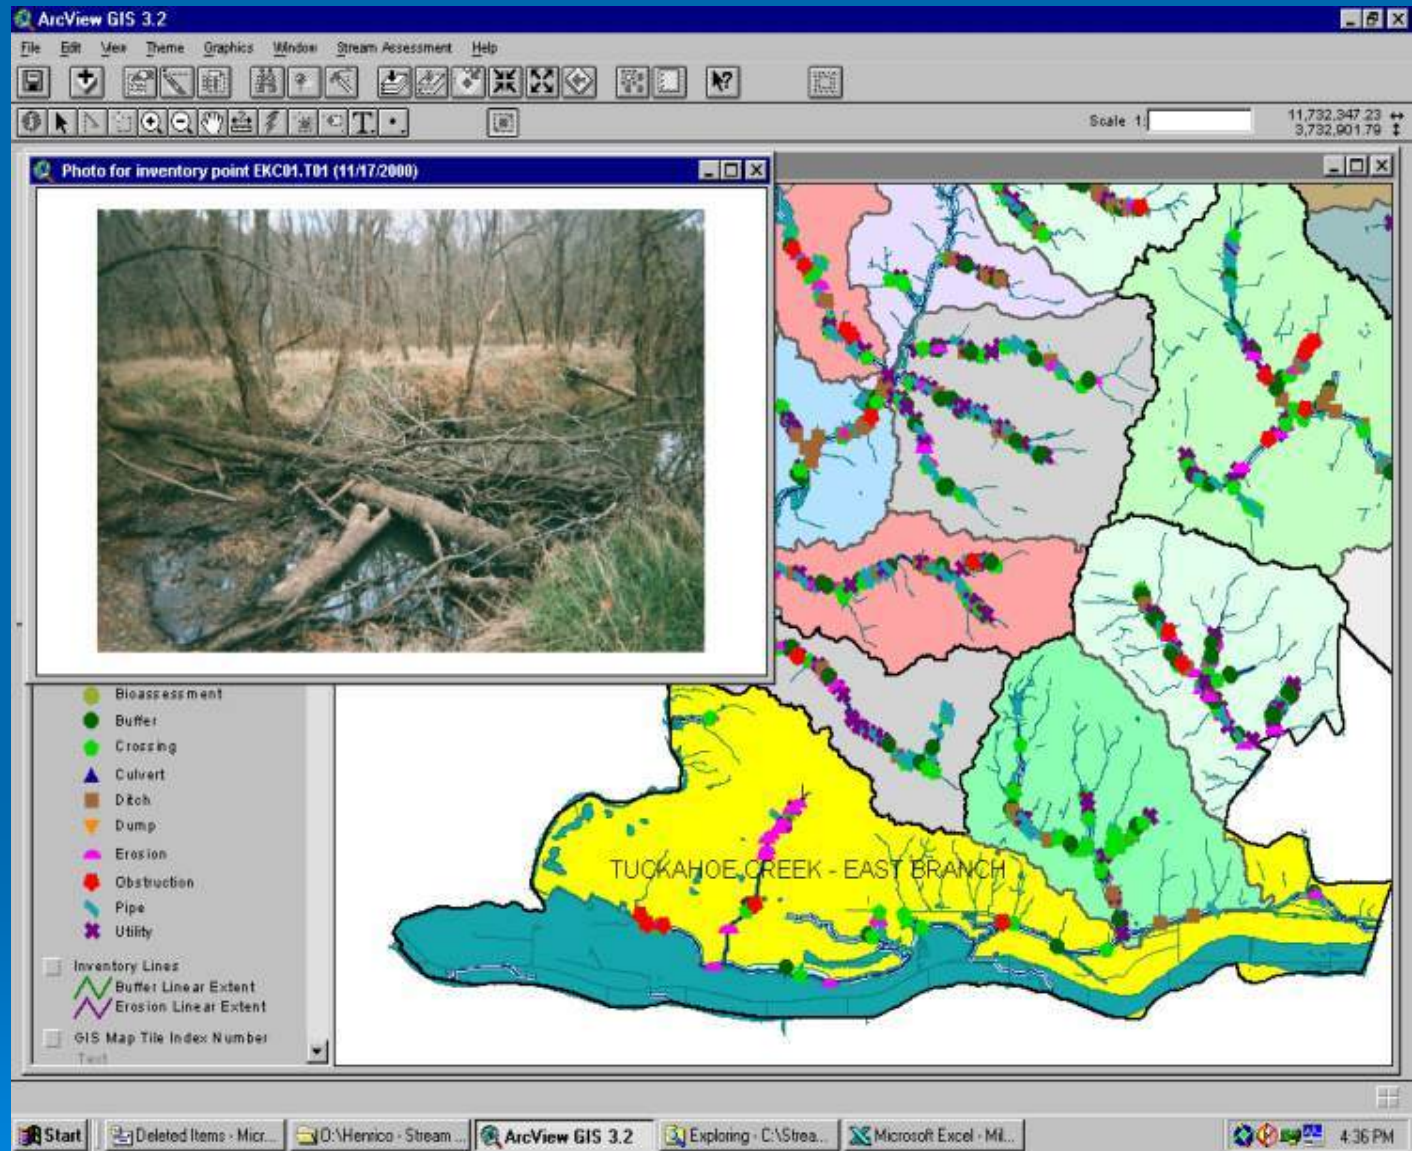 ArcView GIS 3.2
File Edit View Theme Graphics Window Stream Assessment Help
Scale 1:
11,732,347.23
3,732,901.79
Photo for inventory point EKC01.T01 (11/17/2000)
Bioassessment
Buffer
Crossing
Culvert
Ditch
Dump
Erosion
Obstruction
Pipe
Utility
Inventory Lines
Buffer Linear Extent
Erosion Linear Extent
GIS Map Tile Index Number
Text
TUCKAHOE CREEK - EAST BRANCH
Start Deleted Items - Micr... O:\Henrico - Stream ... ArcView GIS 3.2 Exploring - C:\Strea... Microsoft Excel - Mil... 4:36 PM